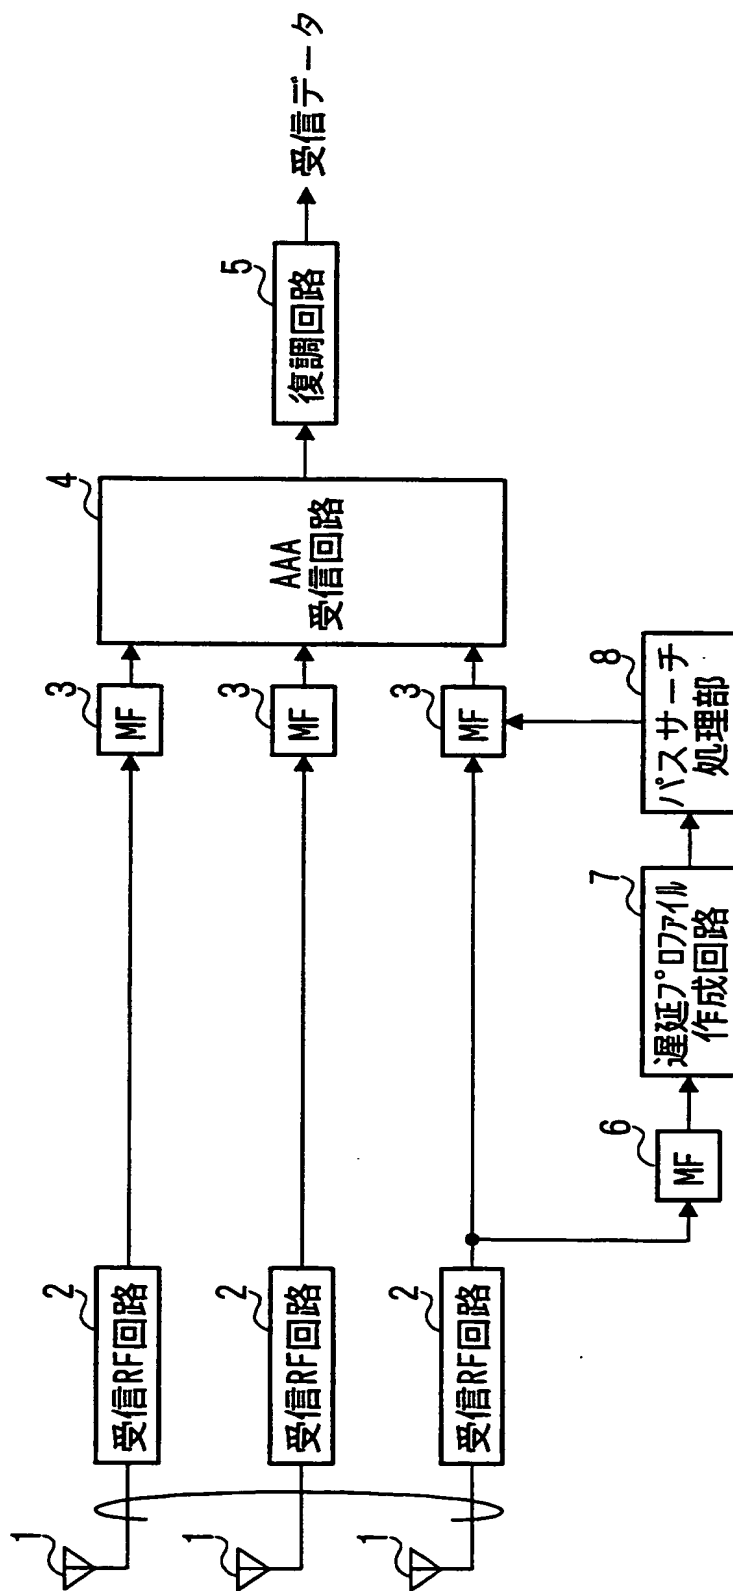 1
2
受信RF回路
3
MF
1
2
受信RF回路
3
MF
1
2
受信RF回路
3
MF
4
AAA
受信回路
5
復調回路
受信データ
6
MF
7
遅延プロファイル
作成回路
8
パスサーチ
処理部